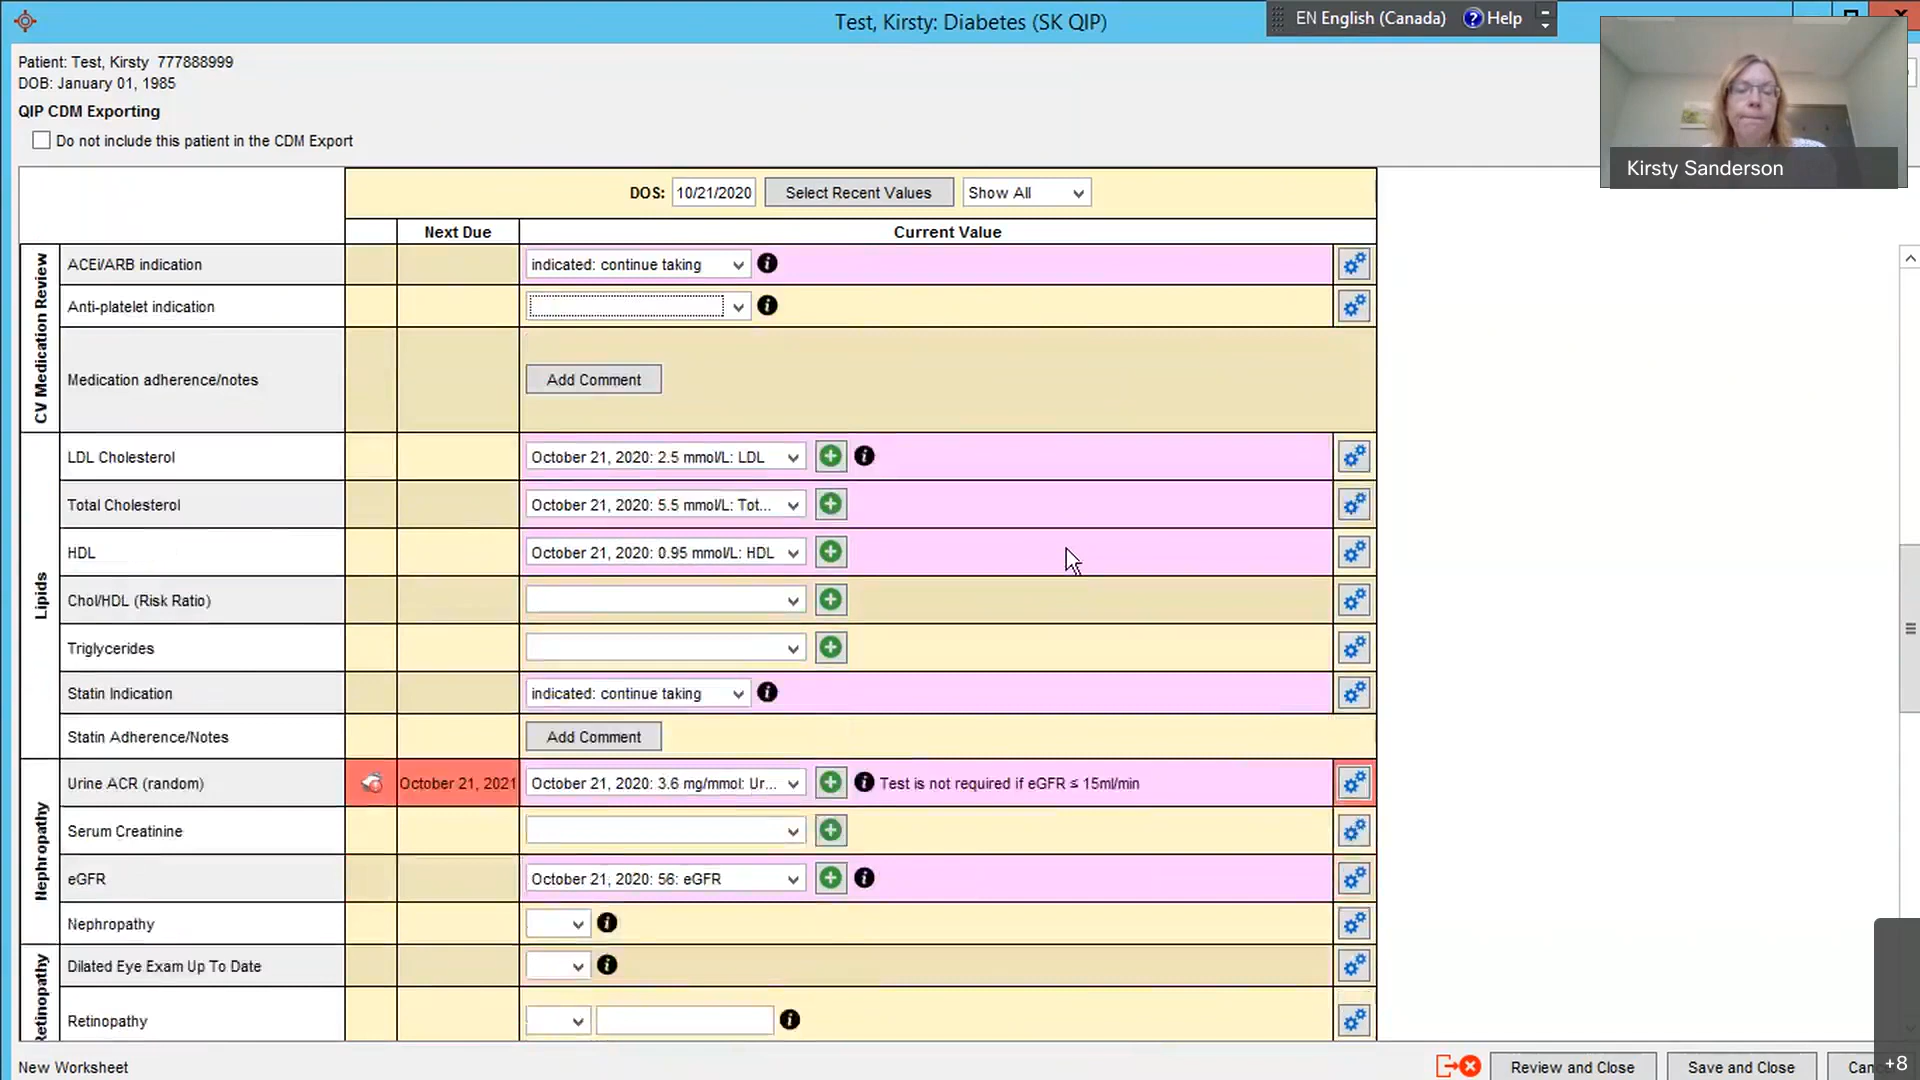 Test, Kirsty: Diabetes (SK QIP)
EN English (Canada) Help
Patient: Test, Kirsty 777888999
DOB: January 01, 1985
QIP CDM Exporting
Do not include this patient in the CDM Export
Kirsty Sanderson
DOS: 10/21/2020 Select Recent Values Show All
Next Due Current Value
CV Medication Review
ACEi/ARB indication indicated: continue taking
Anti-platelet indication
Medication adherence/notes Add Comment
Lipids
LDL Cholesterol October 21, 2020: 2.5 mmol/L: LDL
Total Cholesterol October 21, 2020: 5.5 mmol/L: Tot...
HDL October 21, 2020: 0.95 mmol/L: HDL
Chol/HDL (Risk Ratio)
Triglycerides
Statin Indication indicated: continue taking
Statin Adherence/Notes Add Comment
Nephropathy
Urine ACR (random) October 21, 2021 October 21, 2020: 3.6 mg/mmol: Ur... Test is not required if eGFR ≤ 15ml/min
Serum Creatinine
eGFR October 21, 2020: 56: eGFR
Nephropathy
Retinopathy
Dilated Eye Exam Up To Date
Retinopathy
New Worksheet Review and Close Save and Close Can
+8